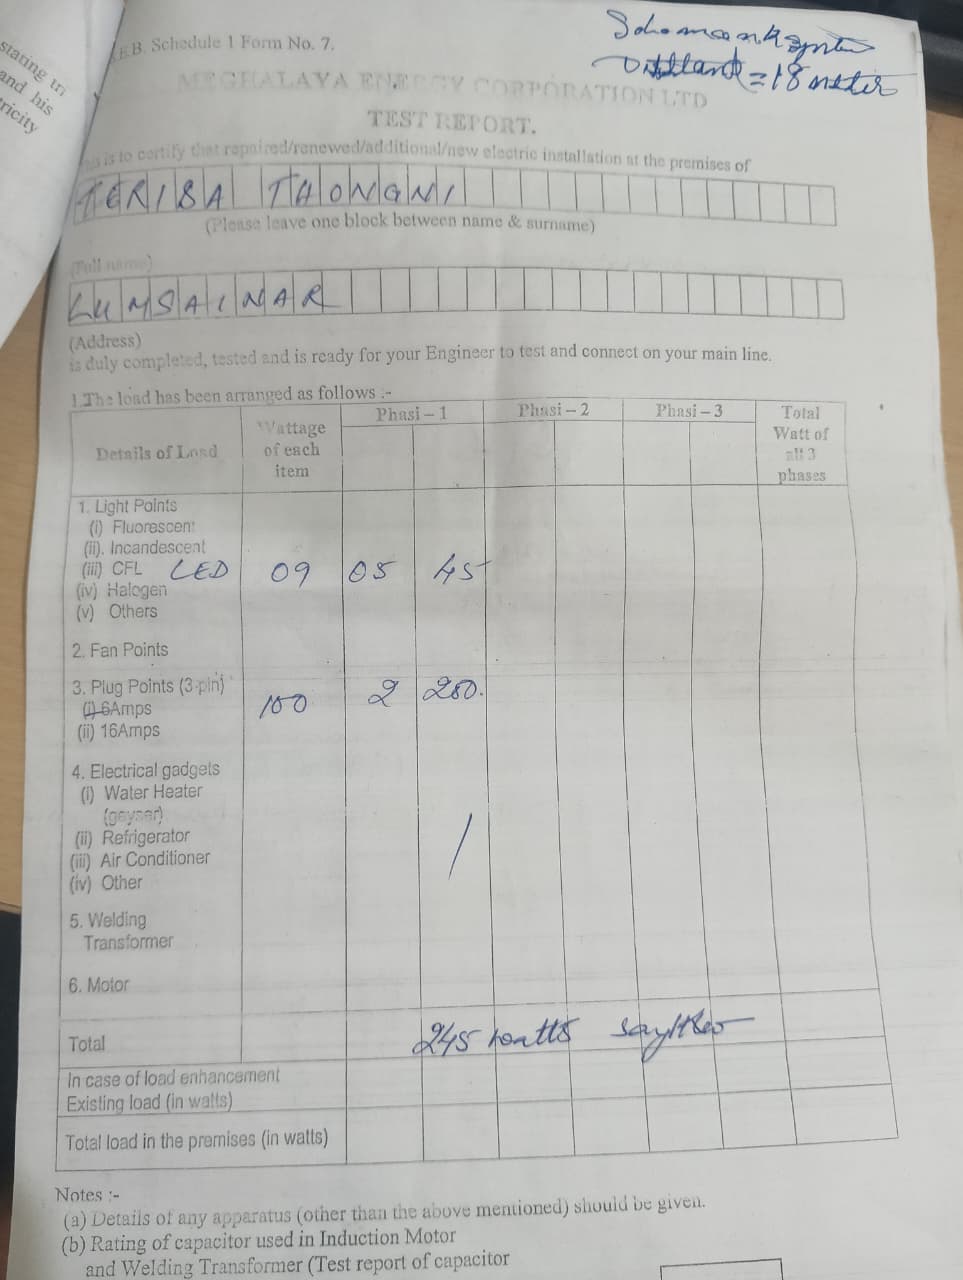 stating
and his
tricity
E.B. Schedule 1 Form No. 7.
= 18 meter
MEGHALAYA ENERGY CORPORATION LTD
TEST REPORT.
is to certify that repaired/renewed/additional/new electric installation at the premises of
TERIBA THONGNI
(Please leave one block between name & surname)
(Full name)
LUMSAINAR
(Address)
is duly completed, tested and is ready for your Engineer to test and connect on your main line.
1.The load has been arranged as follows :-
Details of Load Wattage of each item Phasi – 1 Phasi – 2 Phasi – 3 Total Watt of all 3 phases
1. Light Points
(i) Fluorescent
(ii). Incandescent
(iii) CFL LED 09 05 45
(iv) Halogen
(v) Others
2. Fan Points
3. Plug Points (3-pin)
(i) 6Amps 100 2 200.
(ii) 16Amps
4. Electrical gadgets
(i) Water Heater
(geyser)
(ii) Refrigerator
(iii) Air Conditioner
(iv) Other
5. Welding
Transformer
6. Motor
Total 245 watts
In case of load enhancement
Existing load (in watts)
Total load in the premises (in watts)
Notes :-
(a) Details of any apparatus (other than the above mentioned) should be given.
(b) Rating of capacitor used in Induction Motor
and Welding Transformer (Test report of capacitor